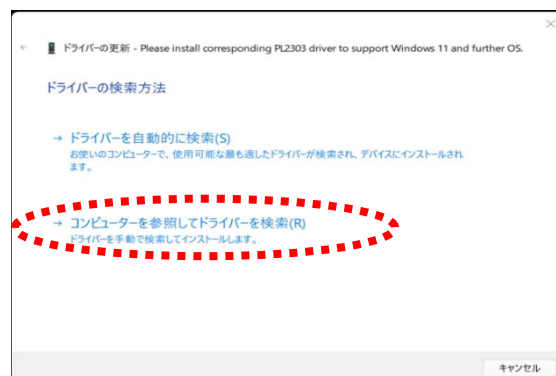 ドライバーの更新 - Please install corresponding PL2303 driver to support Windows 11 and further OS.
ドライバーの検索方法
→ ドライバーを自動的に検索(S)
お使いのコンピューターで、使用可能な最も適したドライバーが検索され、デバイスにインストールされ
ます。
→ コンピューターを参照してドライバーを検索(R)
ドライバーを手動で検索してインストールします。
キャンセル